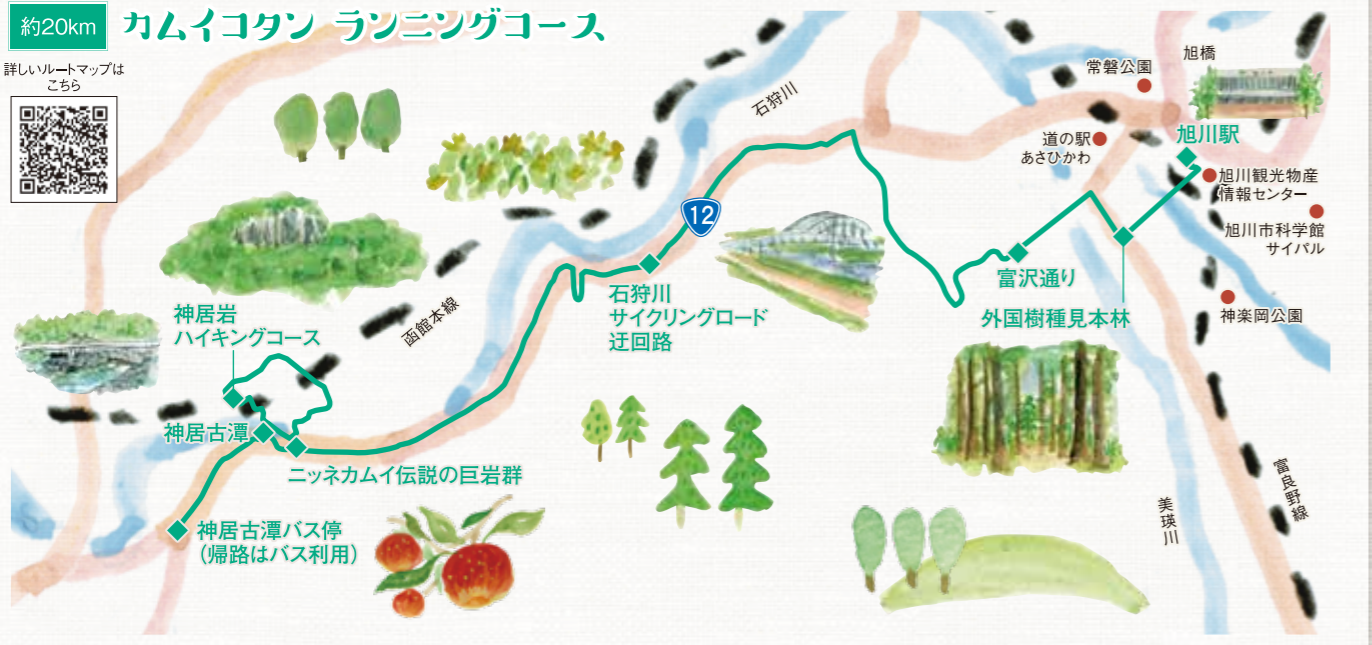 約20km
カムイコタン ランニングコース
詳しいルートマップは
こちら
旭橋
常磐公園
石狩川
道の駅
あさひかわ
旭川駅
旭川観光物産
情報センター
12
旭川市科学館
サイパル
富沢通り
石狩川
サイクリングロード
迂回路
外国樹種見本林
神楽岡公園
神居岩
ハイキングコース
函館本線
神居古潭
ニッネカムイ伝説の巨岩群
富良野線
美瑛川
神居古潭バス停
（帰路はバス利用）